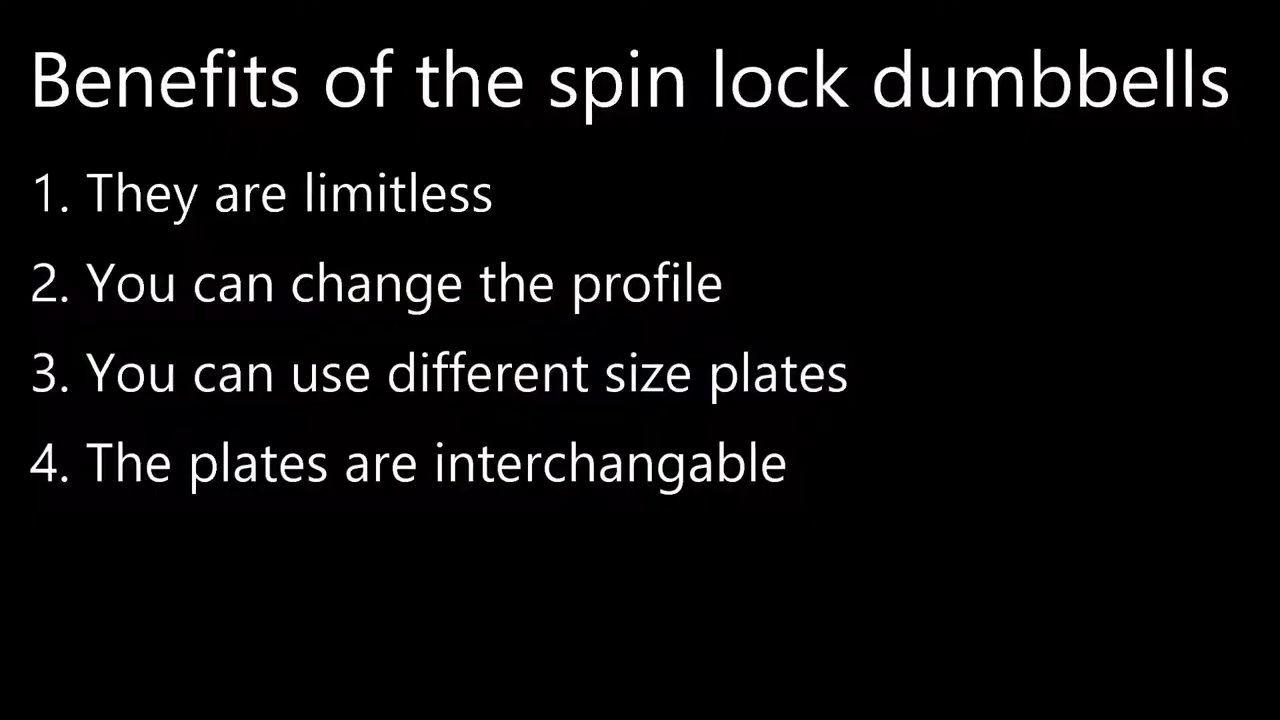 Benefits of the spin lock dumbbells
1. They are limitless
2. You can change the profile
3. You can use different size plates
4. The plates are interchangable